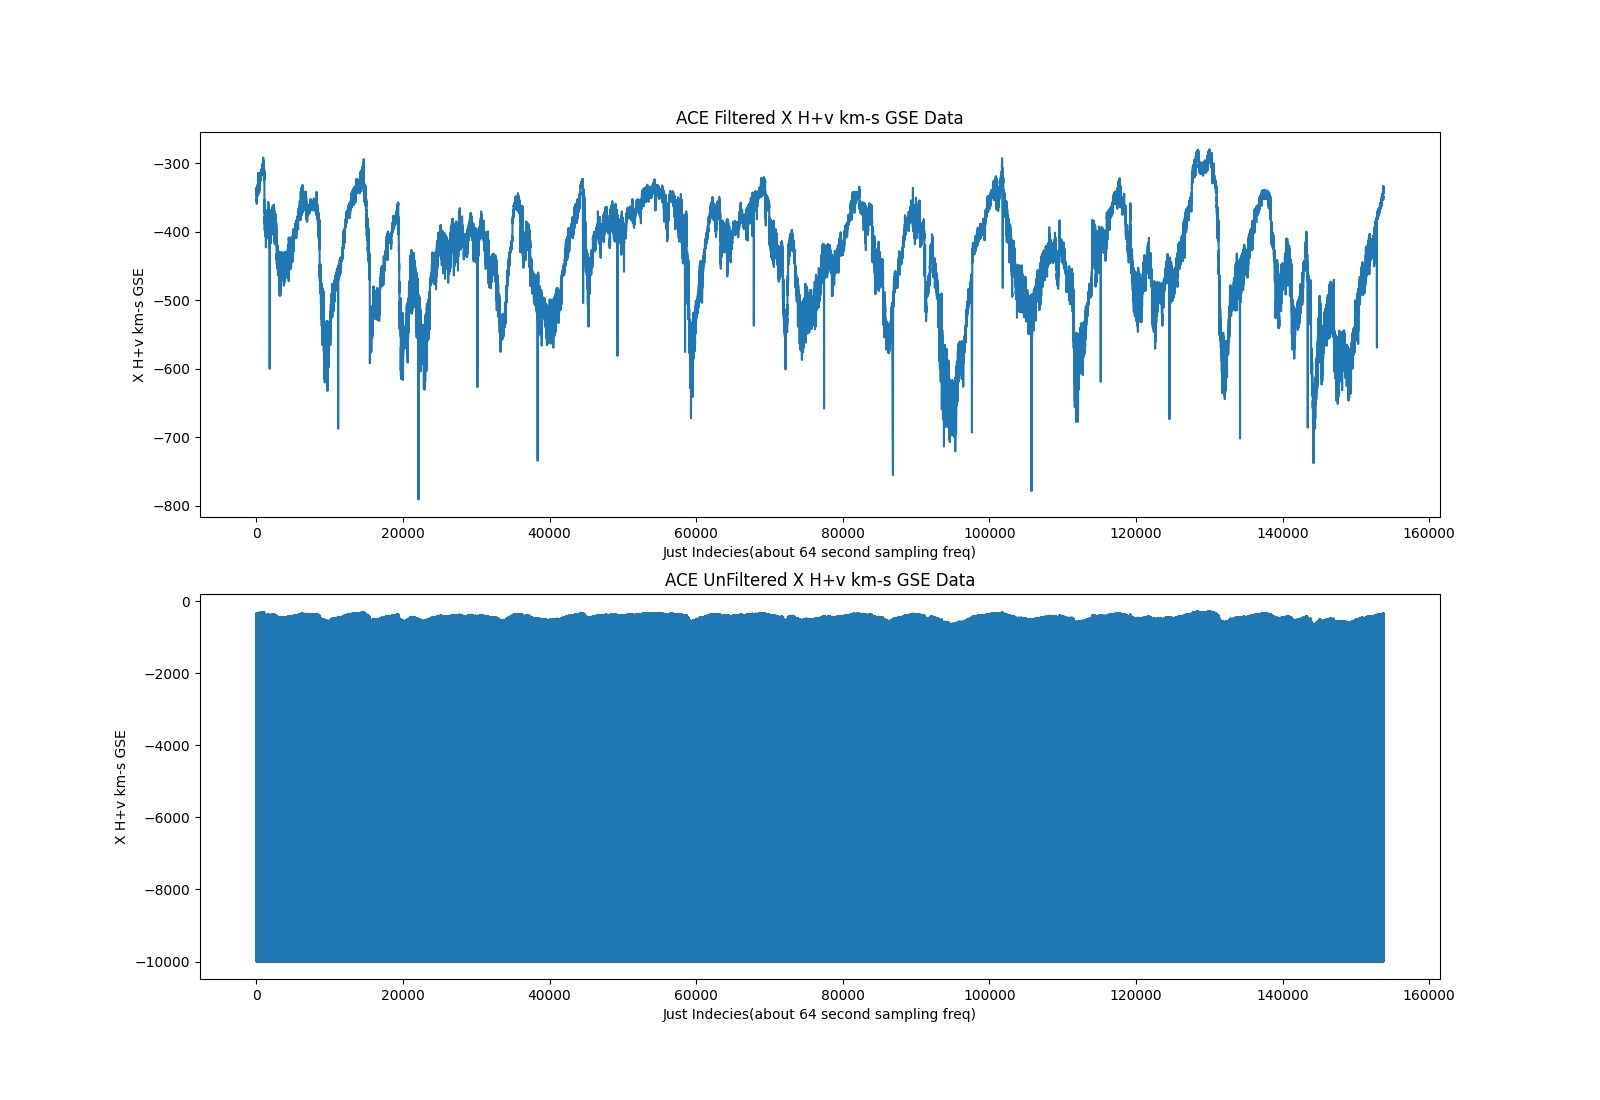 ACE Filtered X H+v km-s GSE Data
−300
−400
−500
−600
−700
−800
X H+v km-s GSE
0 20000 40000 60000 80000 100000 120000 140000 160000
Just Indecies(about 64 second sampling freq)
ACE UnFiltered X H+v km-s GSE Data
0
−2000
−4000
−6000
−8000
−10000
X H+v km-s GSE
0 20000 40000 60000 80000 100000 120000 140000 160000
Just Indecies(about 64 second sampling freq)